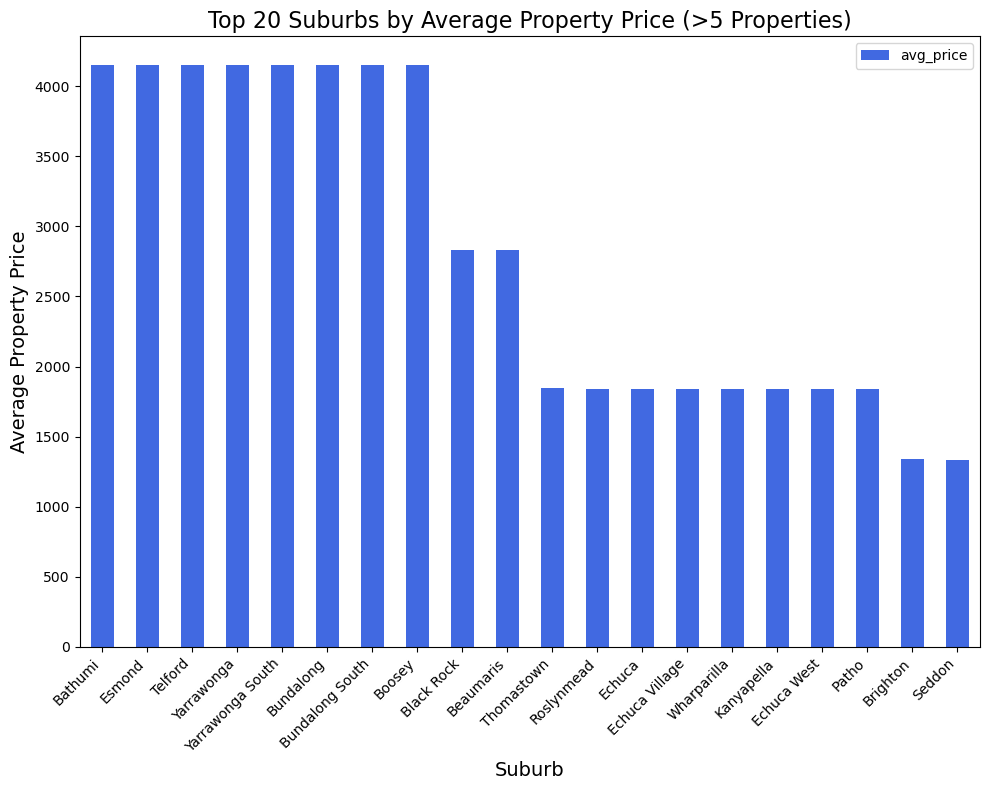 Top 20 Suburbs by Average Property Price (>5 Properties)
avg_price
Average Property Price
4000
3500
3000
2500
2000
1500
1000
500
0
Bathumi
Esmond
Telford
Yarrawonga
Yarrawonga South
Bundalong
Bundalong South
Boosey
Black Rock
Beaumaris
Thomastown
Roslynmead
Echuca
Echuca Village
Wharparilla
Kanyapella
Echuca West
Patho
Brighton
Seddon
Suburb